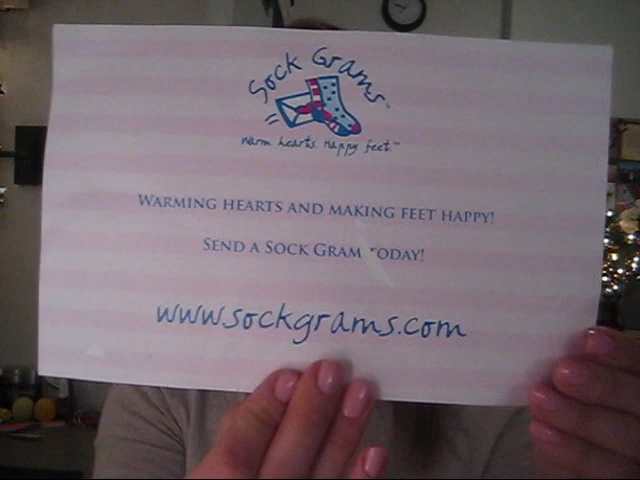 Sock Grams™
Warm hearts. Happy feet.™
WARMING HEARTS AND MAKING FEET HAPPY!
SEND A SOCK GRAM TODAY!
www.sockgrams.com